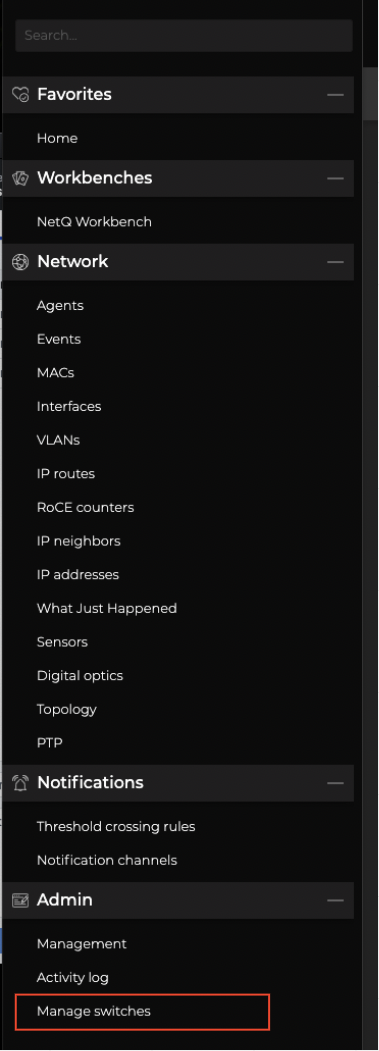 Search...
Favorites
Home
Workbenches
NetQ Workbench
Network
Agents
Events
MACs
Interfaces
VLANs
IP routes
RoCE counters
IP neighbors
IP addresses
What Just Happened
Sensors
Digital optics
Topology
PTP
Notifications
Threshold crossing rules
Notification channels
Admin
Management
Activity log
Manage switches